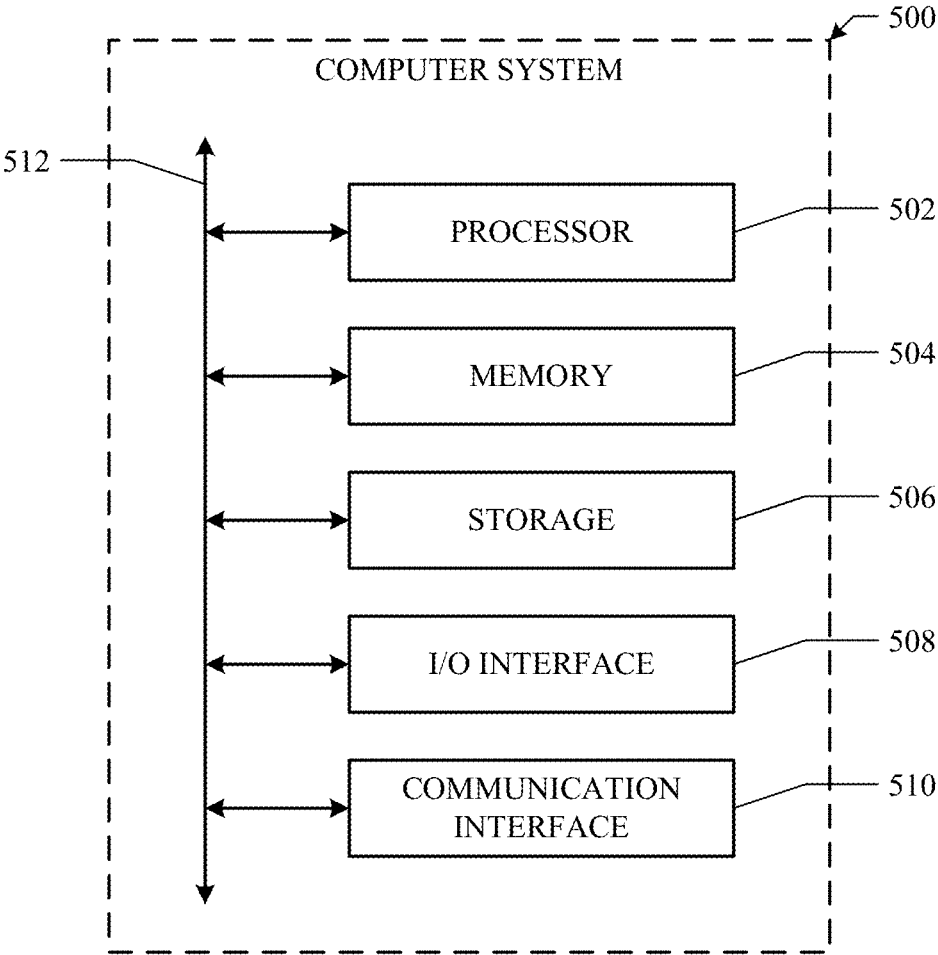 500
COMPUTER SYSTEM
512
PROCESSOR
502
MEMORY
504
STORAGE
506
I/O INTERFACE
508
COMMUNICATION
INTERFACE
510